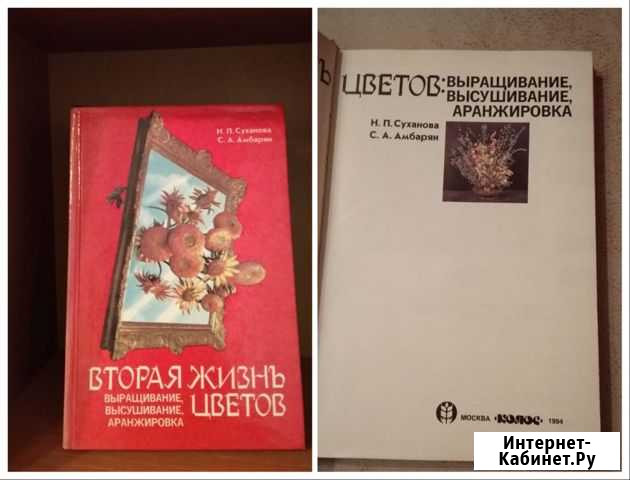 Н. П. Суханова
С. А. Амбарян
ВТОРАЯ ЖИЗНЬ
ЦВЕТОВ
ВЫРАЩИВАНИЕ,
ВЫСУШИВАНИЕ,
АРАНЖИРОВКА
Ь
ЦВЕТОВ: ВЫРАЩИВАНИЕ,
ВЫСУШИВАНИЕ,
АРАНЖИРОВКА
Н. П. Суханова
С. А. Амбарян
МОСКВА «КОЛОС» 1994
Интернет-
Кабинет.Ру